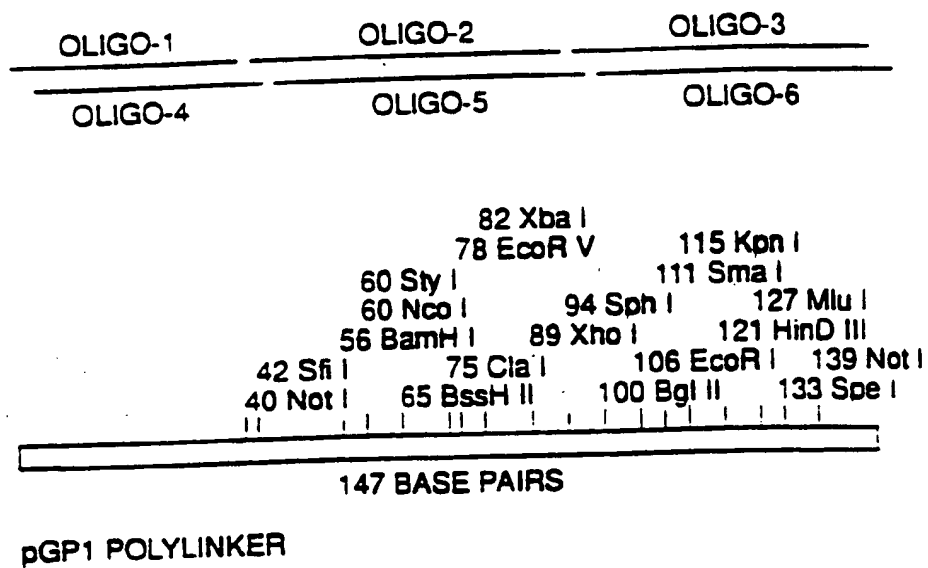 OLIGO-1 OLIGO-2 OLIGO-3
OLIGO-4 OLIGO-5 OLIGO-6
82 Xba I
78 EcoR V 115 Kpn I
60 Sty I 111 Sma I
60 Nco I 94 Sph I 127 Mlu I
56 BamH I 89 Xho I 121 HinD III
42 Sfi I 75 Cla I 106 EcoR I 139 Not I
40 Not I 65 BssH II 100 Bgl II 133 Spe I
147 BASE PAIRS
pGP1 POLYLINKER